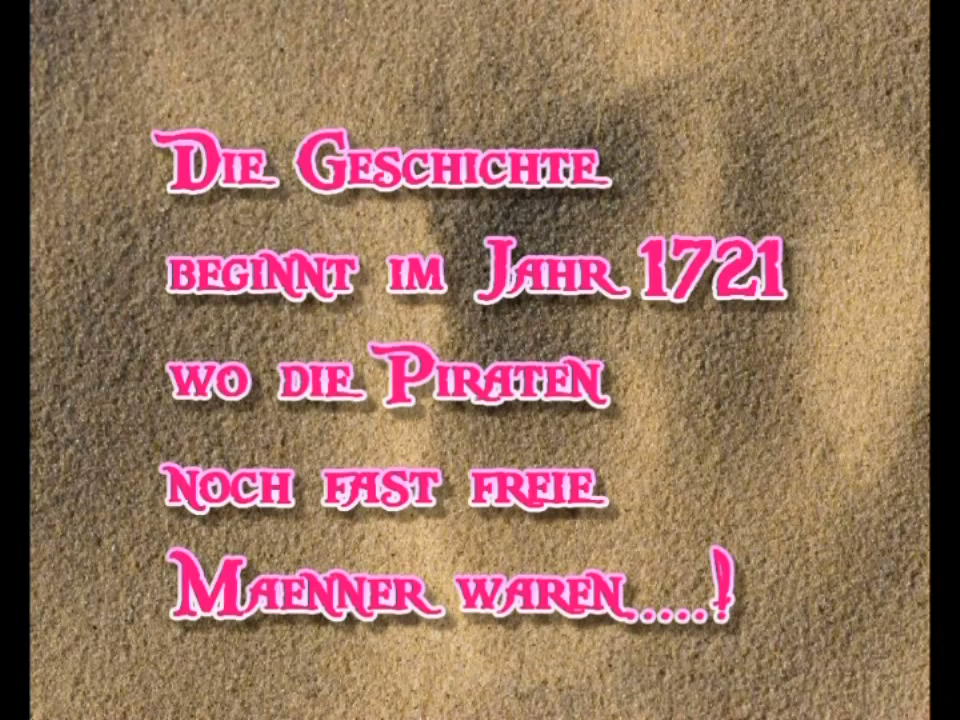 Die Geschichte
beginnt im Jahr 1721
wo die Piraten
noch fast freie
Maenner waren....!